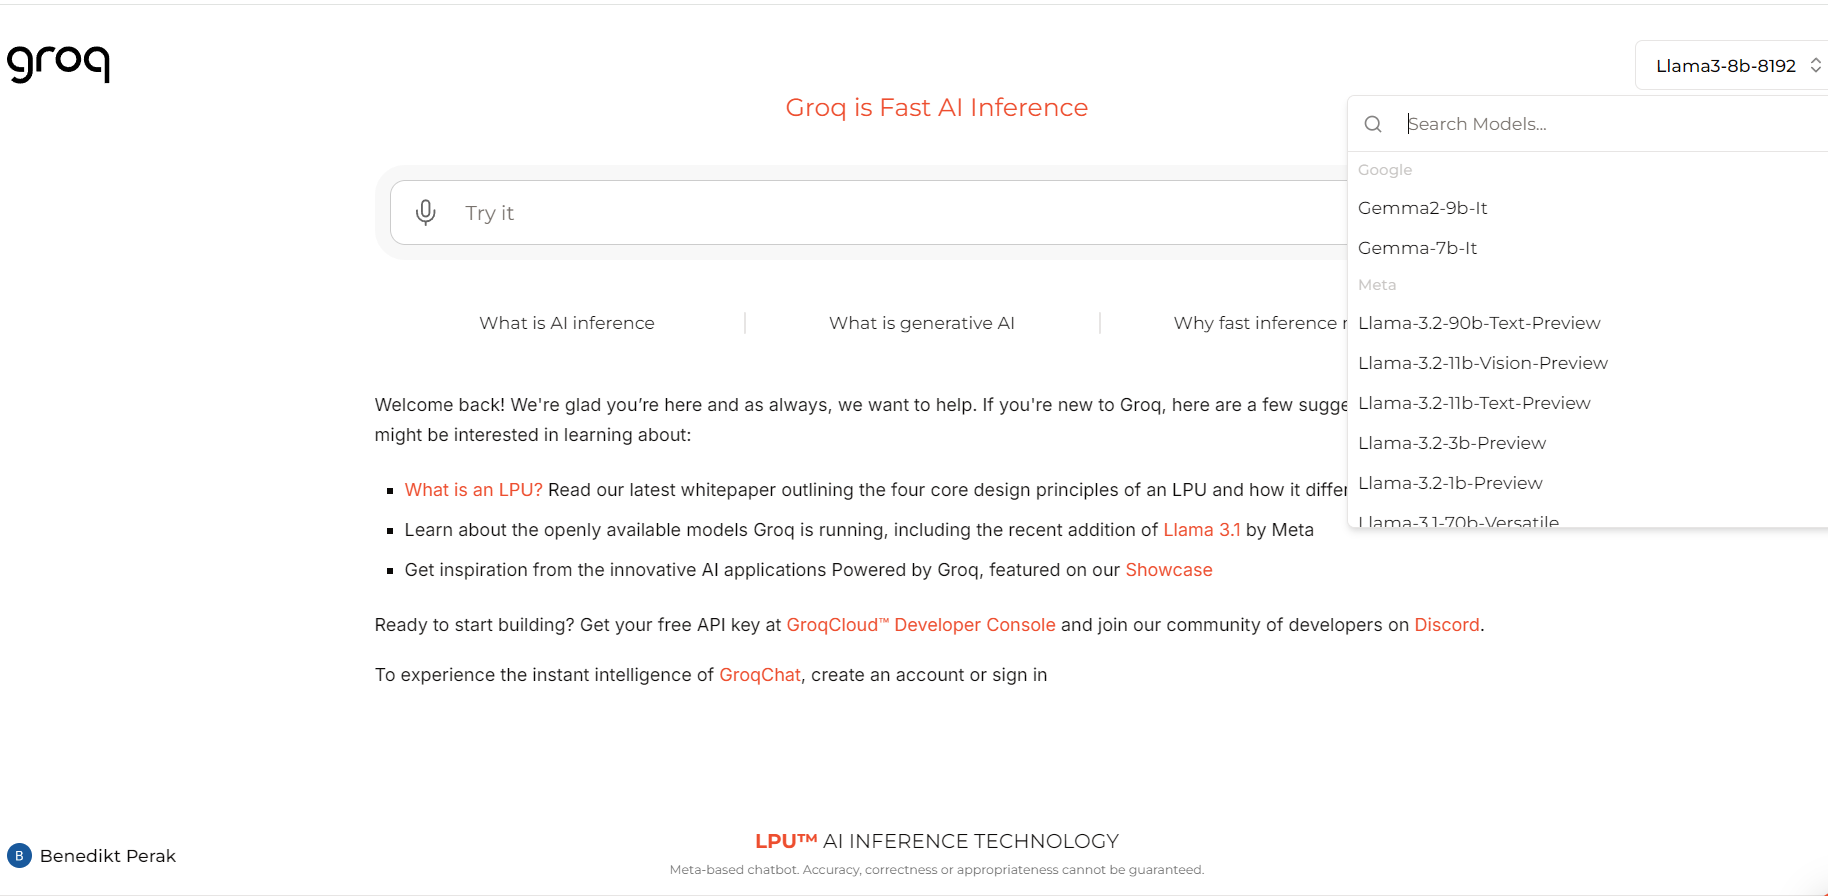 groq
Llama3-8b-8192
Groq is Fast AI Inference
Search Models...
Google
Try it
Gemma2-9b-It
Gemma-7b-It
Meta
What is AI inference
What is generative AI
Why fast inference
Llama-3.2-90b-Text-Preview
Llama-3.2-11b-Vision-Preview
Llama-3.2-11b-Text-Preview
Llama-3.2-3b-Preview
Llama-3.2-1b-Preview
Llama-3.1-70b-Versatile
Welcome back! We're glad you’re here and as always, we want to help. If you're new to Groq, here are a few
might be interested in learning about:
What is an LPU? Read our latest whitepaper outlining the four core design principles of an LPU and how it
Learn about the openly available models Groq is running, including the recent addition of Llama 3.1 by Meta
Get inspiration from the innovative AI applications Powered by Groq, featured on our Showcase
Ready to start building? Get your free API key at GroqCloud™ Developer Console and join our community of developers on Discord.
To experience the instant intelligence of GroqChat, create an account or sign in
LPU™ AI INFERENCE TECHNOLOGY
B Benedikt Perak
Meta-based chatbot. Accuracy, correctness or appropriateness cannot be guaranteed.